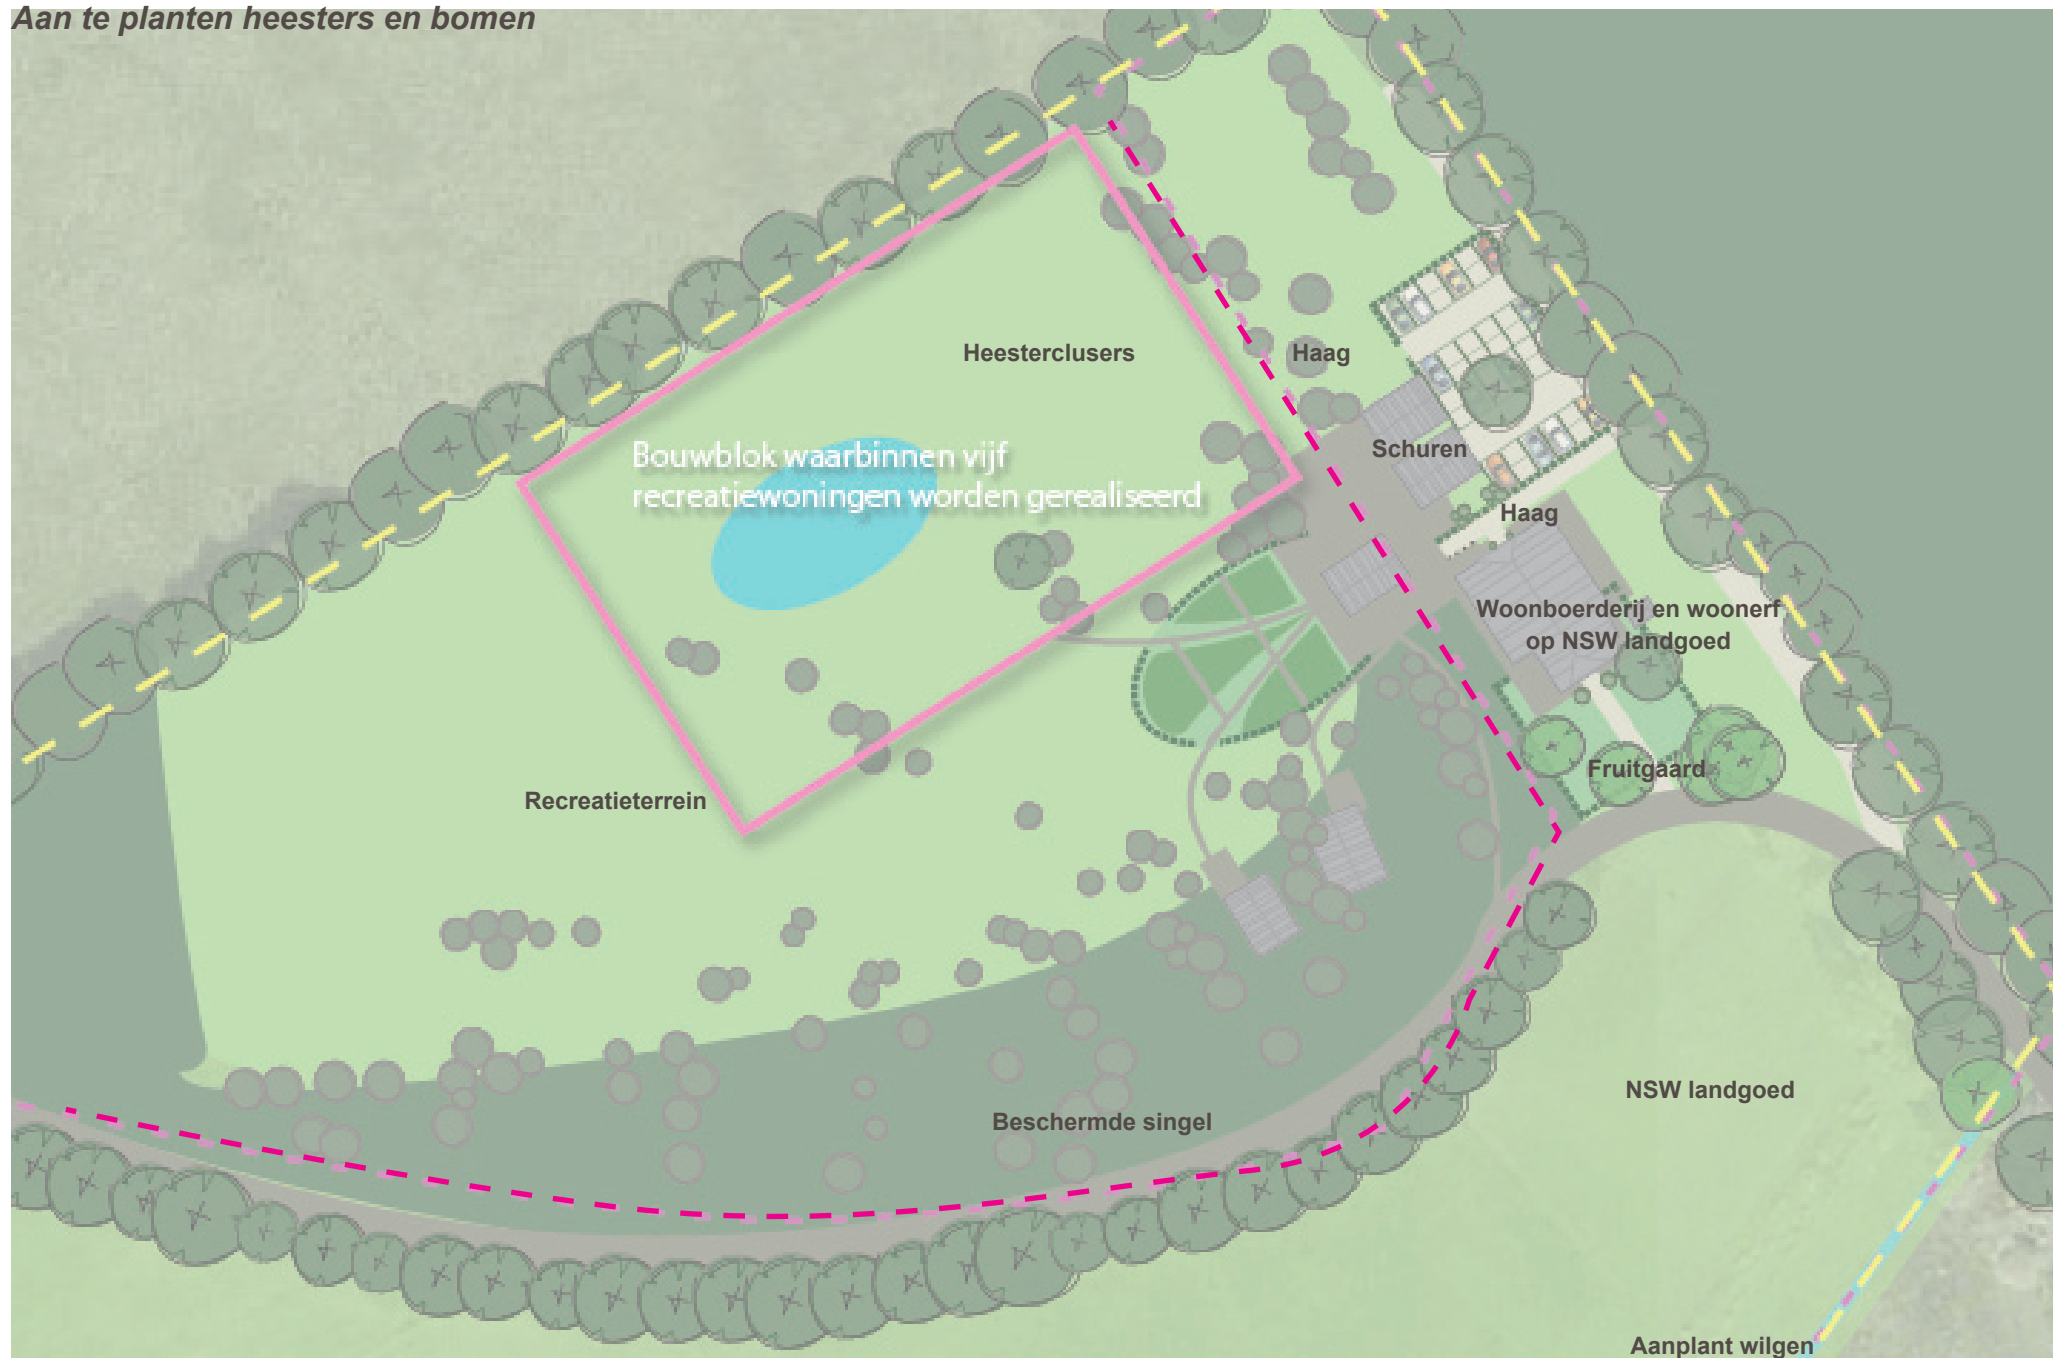 Aan te planten heesters en bomen
Heesterclusers
Haag
Bouwblok waarbinnen vijf
recreatiewoningen worden gerealiseerd
Schuren
Haag
Woonboerderij en woonerf
op NSW landgoed
Fruitgaard
Recreatieterrein
NSW landgoed
Beschermde singel
Aanplant wilgen